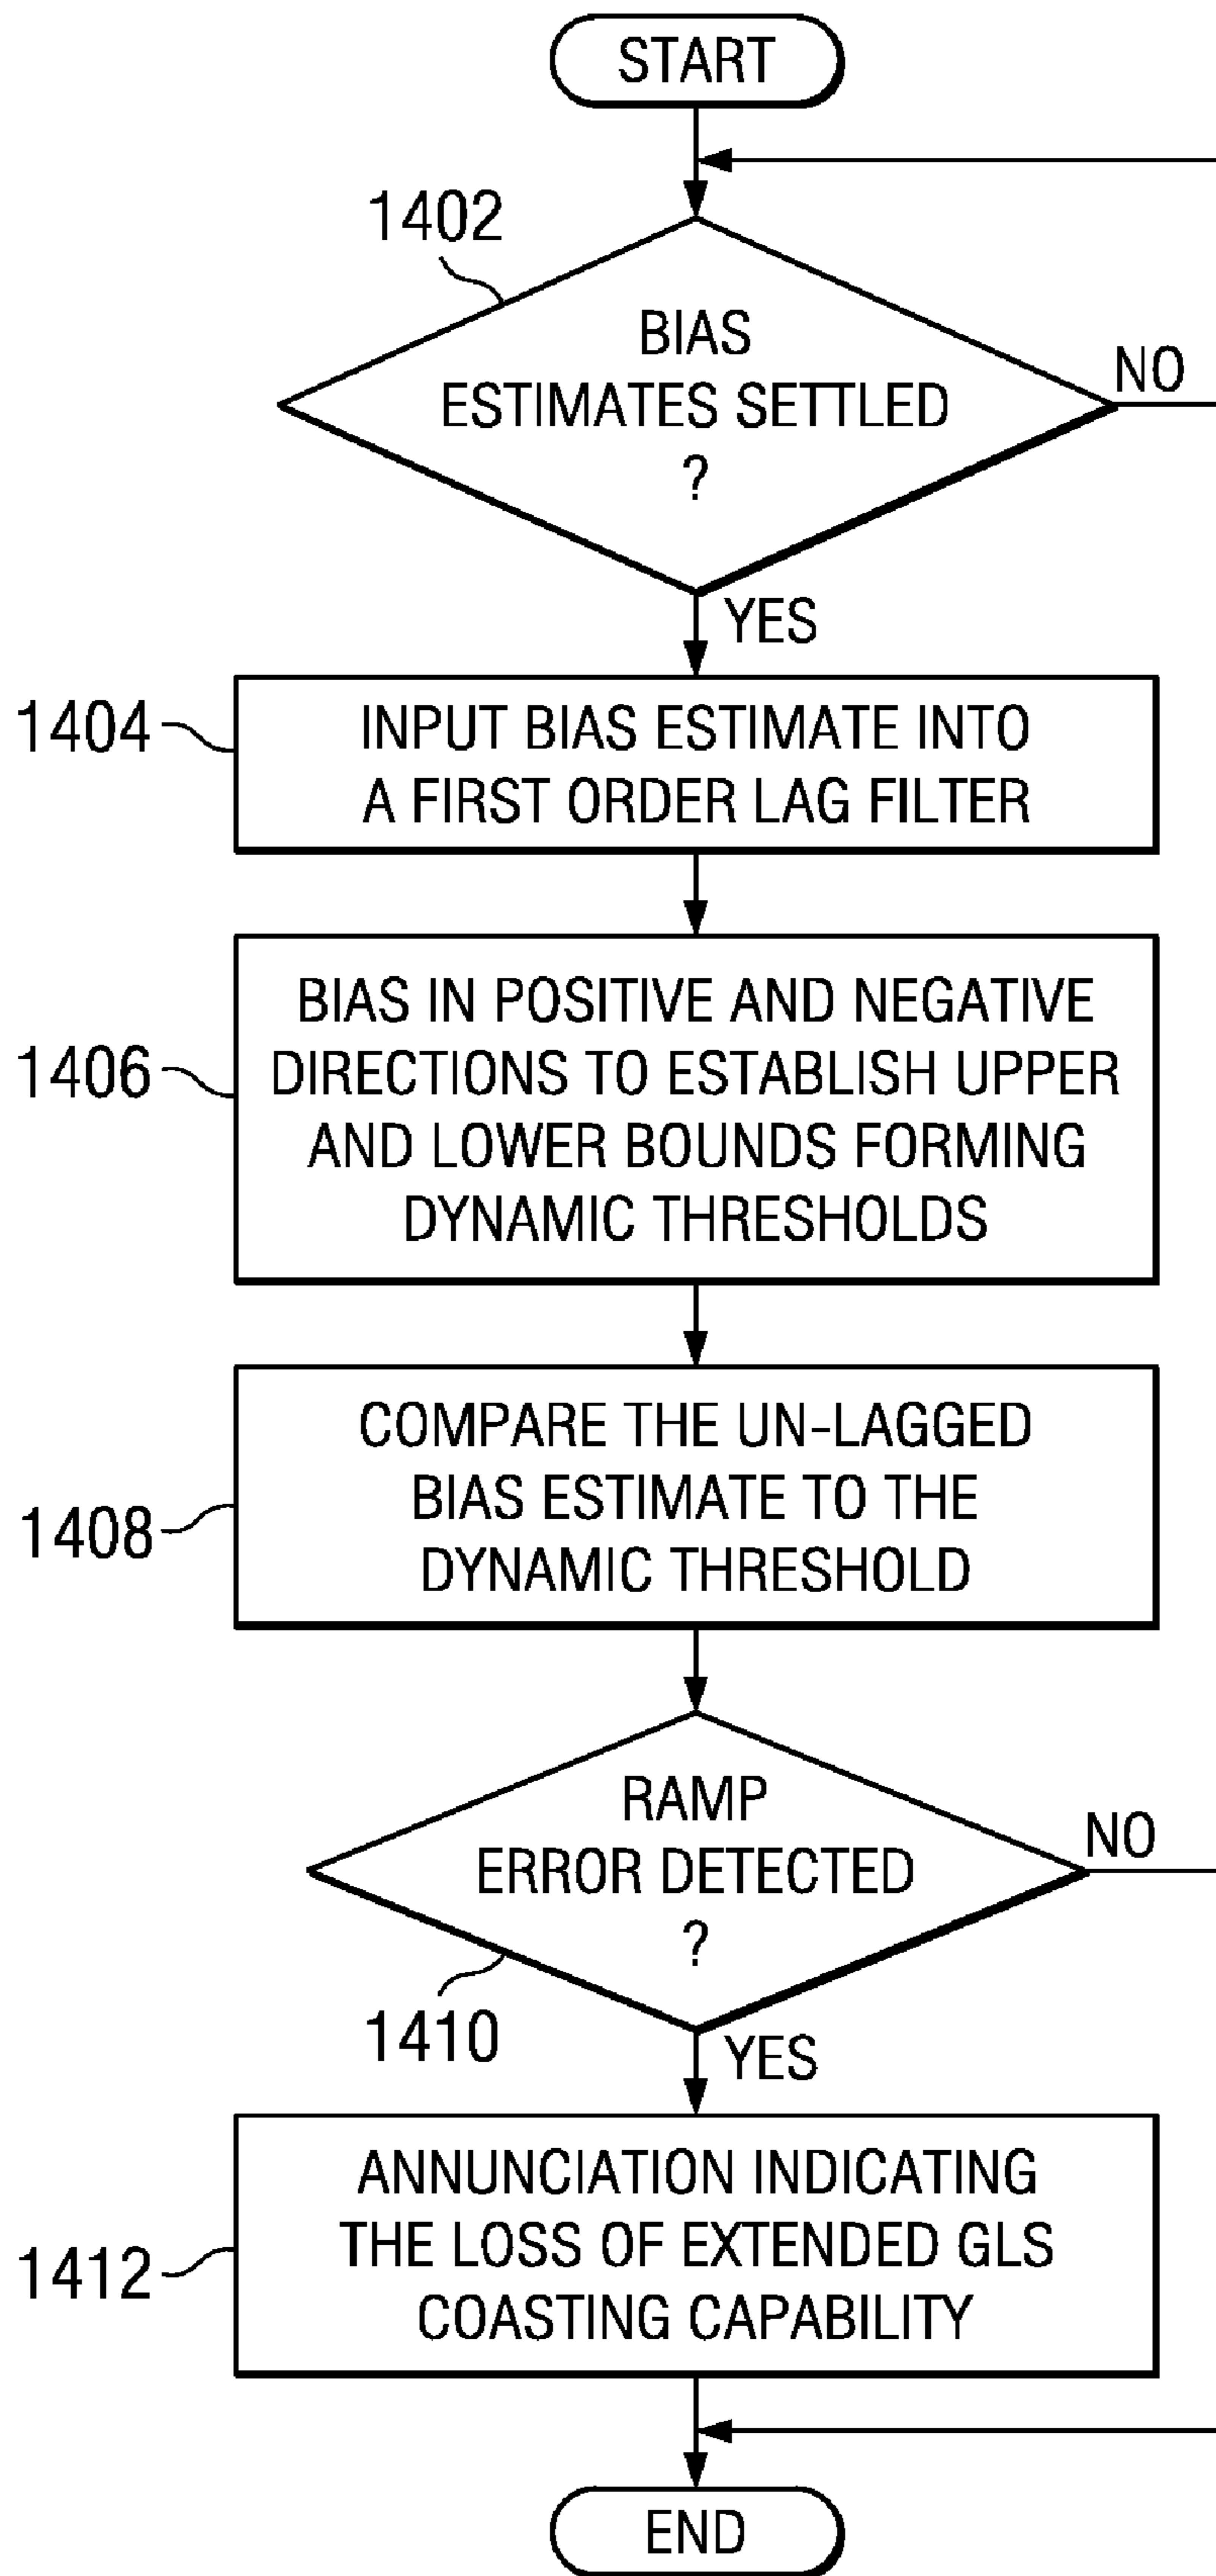 START
1402
BIAS
ESTIMATES SETTLED
?
NO
YES
1404
INPUT BIAS ESTIMATE INTO
A FIRST ORDER LAG FILTER
1406
BIAS IN POSITIVE AND NEGATIVE
DIRECTIONS TO ESTABLISH UPPER
AND LOWER BOUNDS FORMING
DYNAMIC THRESHOLDS
1408
COMPARE THE UN-LAGGED
BIAS ESTIMATE TO THE
DYNAMIC THRESHOLD
RAMP
ERROR DETECTED
?
NO
1410
YES
1412
ANNUNCIATION INDICATING
THE LOSS OF EXTENDED GLS
COASTING CAPABILITY
END